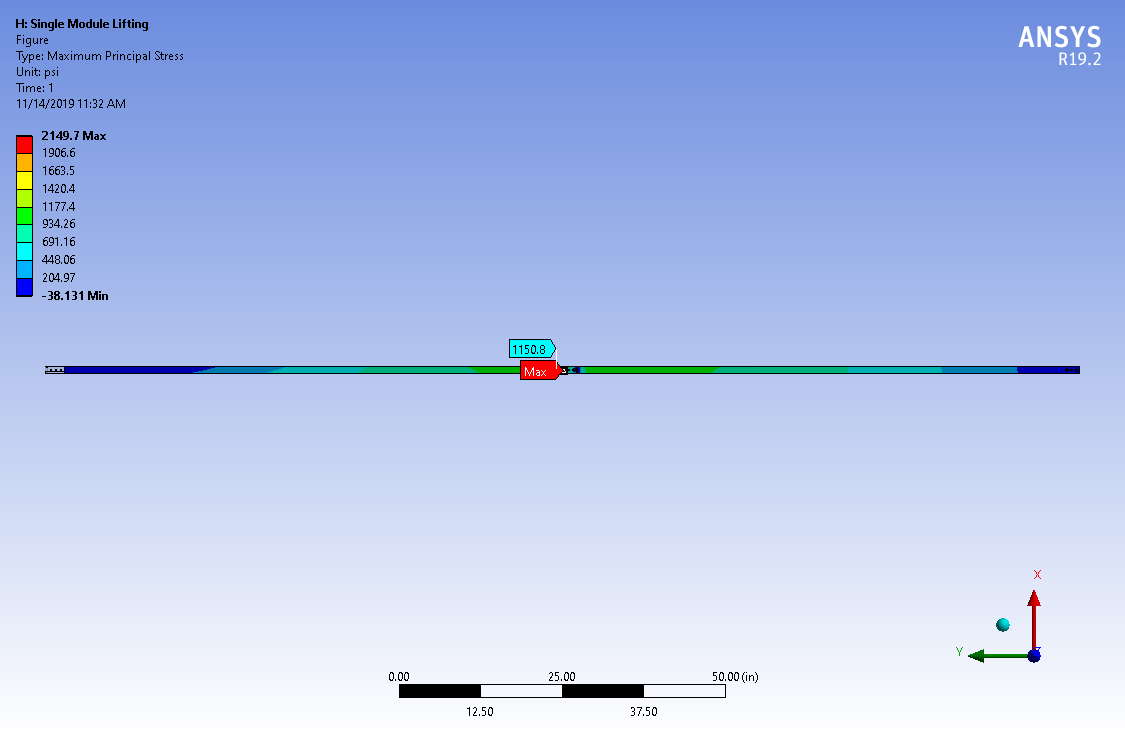 H: Single Module Lifting
Figure
Type: Maximum Principal Stress
Unit: psi
Time: 1
11/14/2019 11:32 AM
ANSYS
R19.2
2149.7 Max
1906.6
1663.5
1420.4
1177.4
934.26
691.16
448.06
204.97
-38.131 Min
1150.8
Max
X
Y
Z
0.00 25.00 50.00 (in)
12.50 37.50